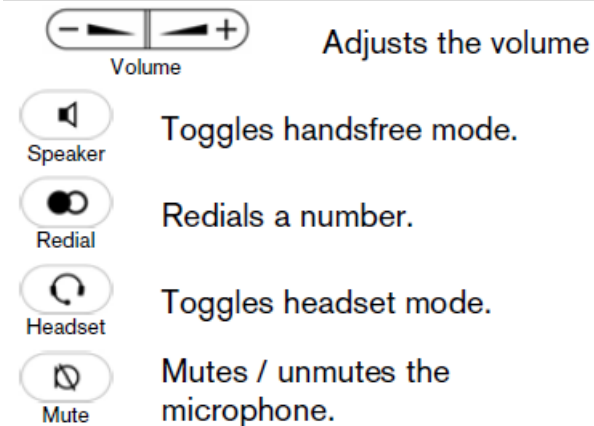 Adjusts the volume
Volume
Toggles handsfree mode.
Speaker
Redials a number.
Redial
Toggles headset mode.
Headset
Mutes / unmutes the
microphone.
Mute